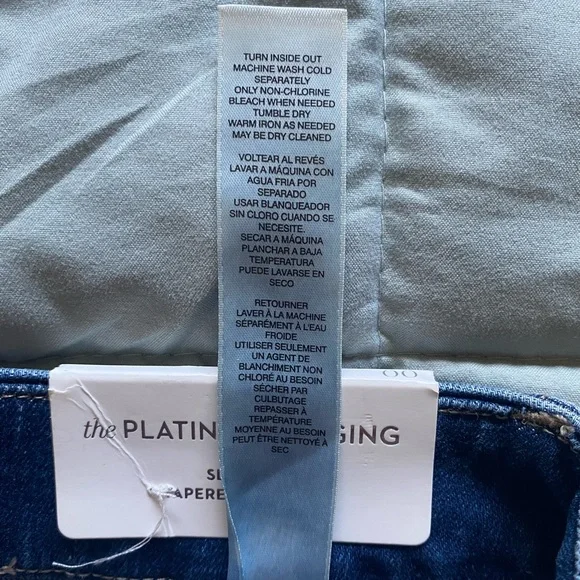 TURN INSIDE OUT
MACHINE WASH COLD
SEPARATELY
ONLY NON-CHLORINE
BLEACH WHEN NEEDED
TUMBLE DRY
WARM IRON AS NEEDED
MAY BE DRY CLEANED
VOLTEAR AL REVÉS
LAVAR A MÁQUINA CON
AGUA FRIA POR
SEPARADO
USAR BLANQUEADOR
SIN CLORO CUANDO SE
NECESITE.
SECAR A MÁQUINA
PLANCHAR A BAJA
TEMPERATURA
PUEDE LAVARSE EN
SECO
RETOURNER
LAVER À LA MACHINE
SÉPARÉMENT À L'EAU
FROIDE
UTILISER SEULEMENT
UN AGENT DE
BLANCHIMENT NON
CHLORÉ AU BESOIN
SÉCHER PAR
CULBUTAGE
REPASSER À
TEMPÉRATURE
MOYENNE AU BESOIN
PEUT ÊTRE NETTOYÉ À
SEC
00
the PLATIN GING